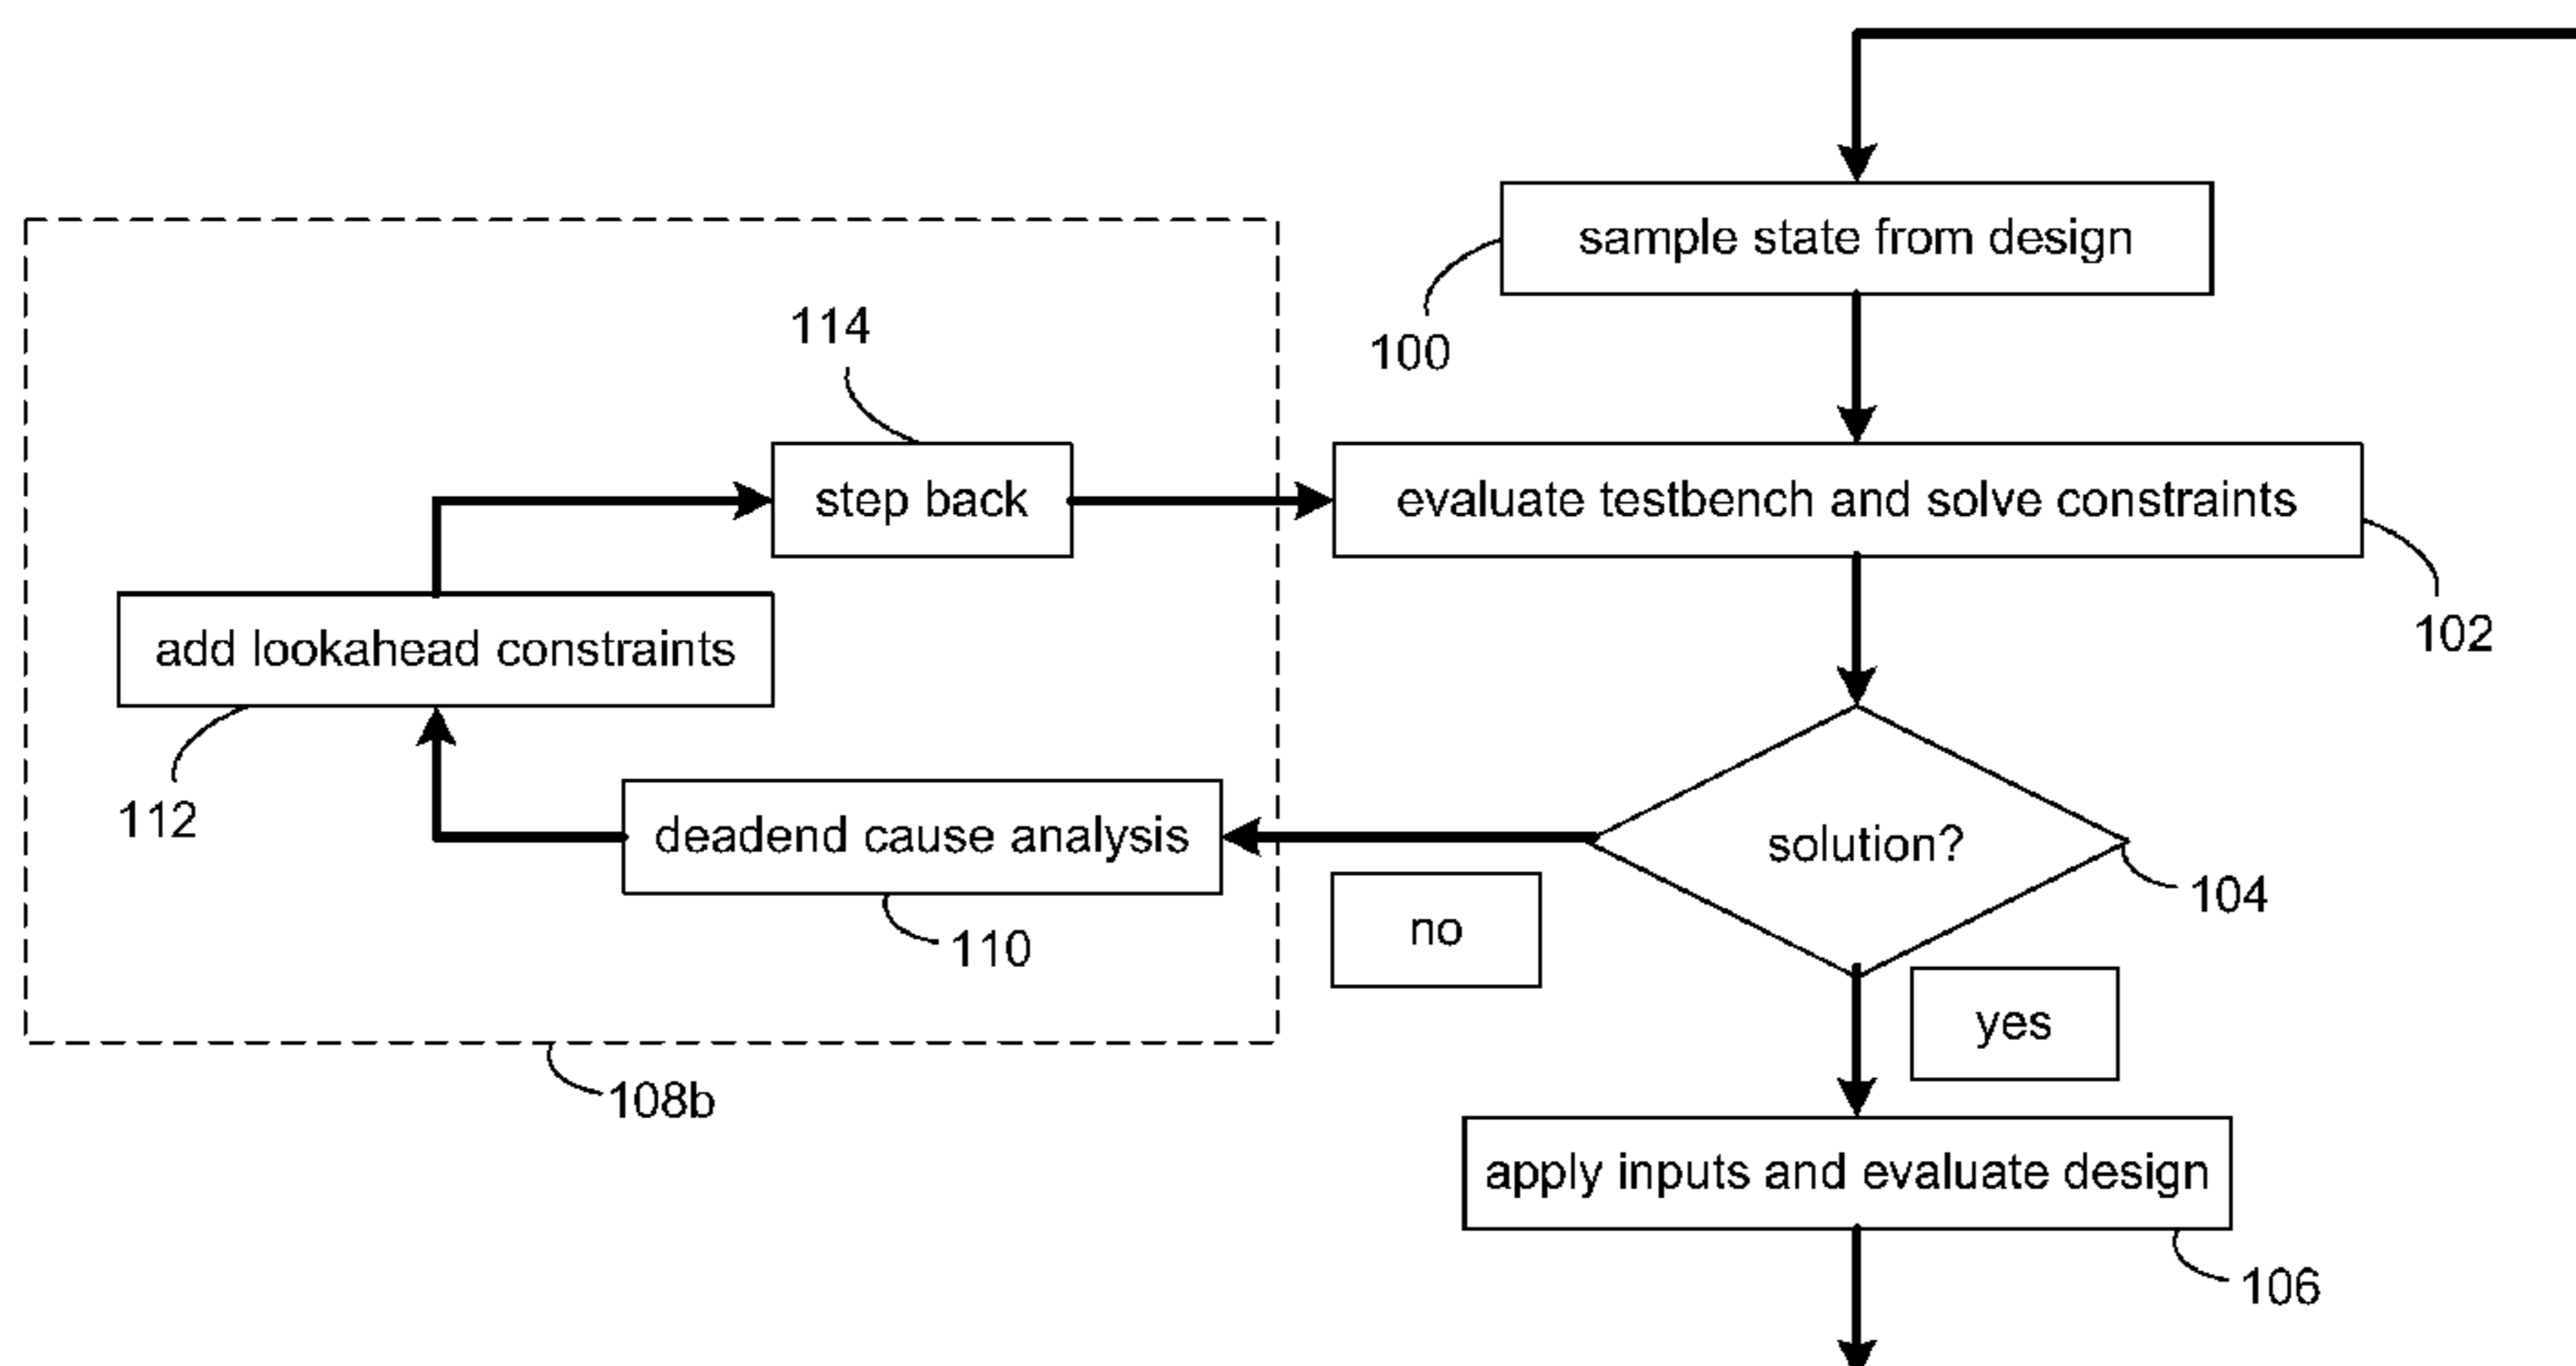 sample state from design
100
114
step back
evaluate testbench and solve constraints
102
add lookahead constraints
112
deadend cause analysis
110
solution?
104
no
yes
108b
apply inputs and evaluate design
106